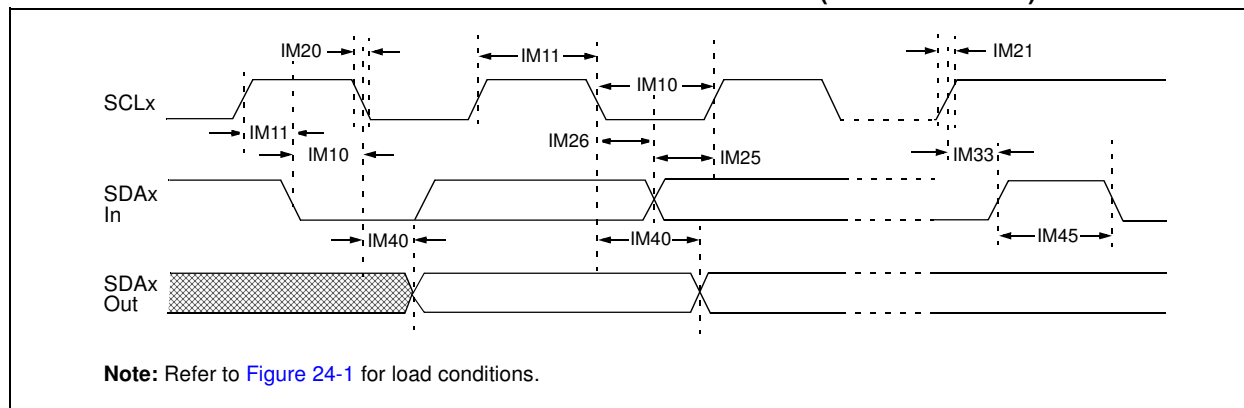 IM20
IM11
IM21
SCLx
IM10
IM11
IM10
IM26
IM25
IM33
SDAx
In
IM40
IM40
IM45
SDAx
Out
Note: Refer to Figure 24-1 for load conditions.